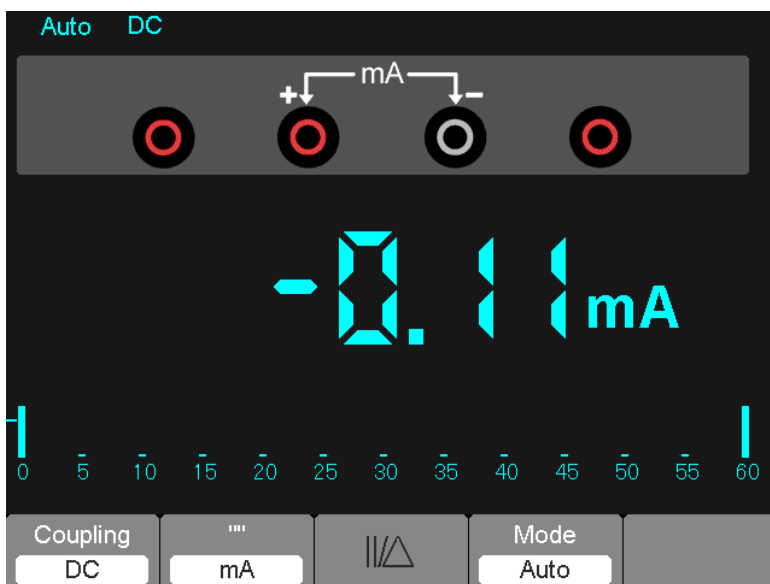 Auto DC
mA
+ -
-0.11 mA
0 5 10 15 20 25 30 35 40 45 50 55 60
Coupling "" Mode
DC mA ||/△ Auto